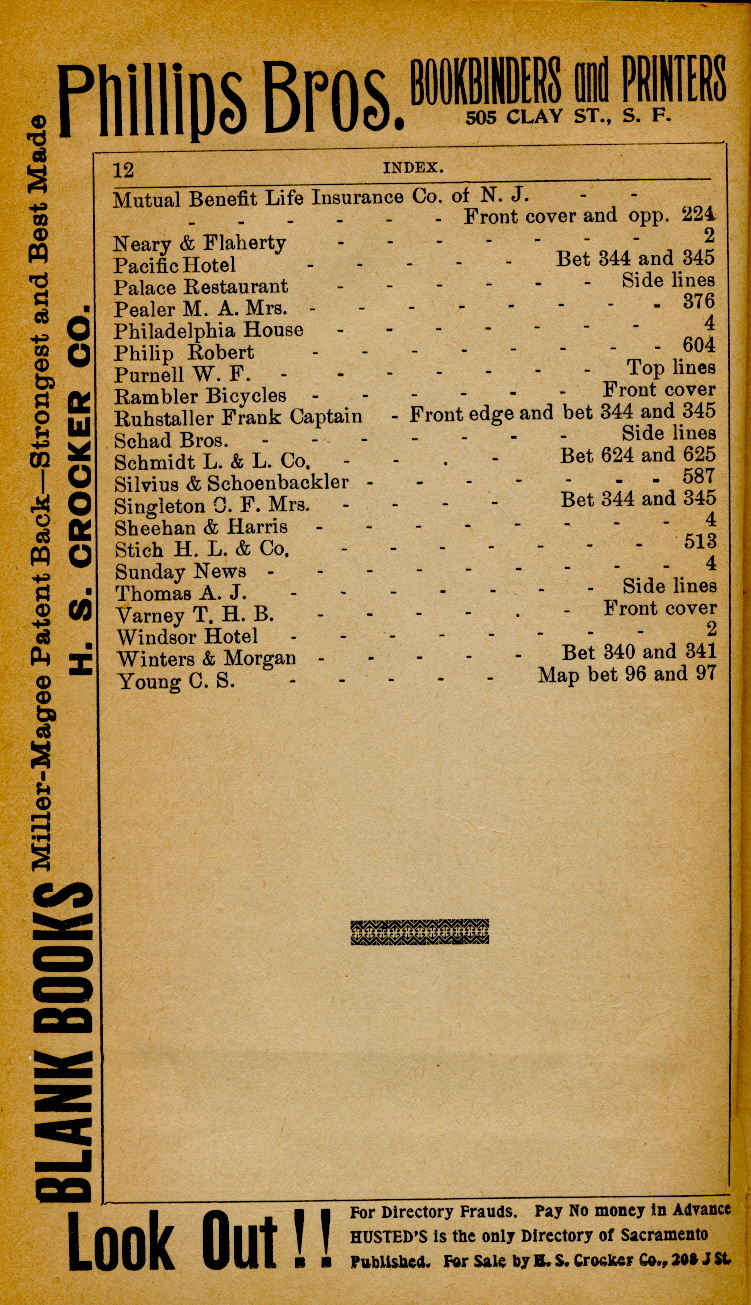 Phillips Bros. BOOKBINDERS and PRINTERS
505 CLAY ST., S. F.
12 INDEX.
Mutual Benefit Life Insurance Co. of N. J. - -
- - - - - - Front cover and opp. 224
Neary & Flaherty - - - - - - - 2
Pacific Hotel - - - - - Bet 344 and 345
Palace Restaurant - - - - - - Side lines
Pealer M. A. Mrs. - - - - - - - - 376
Philadelphia House - - - - - - - 4
Philip Robert - - - - - - - - 604
Purnell W. F. - - - - - - - Top lines
Rambler Bicycles - - - - - - Front cover
Ruhstaller Frank Captain - Front edge and bet 344 and 345
Schad Bros. - - - - - - - Side lines
Schmidt L. & L. Co. - - . - Bet 624 and 625
Silvius & Schoenbackler - - - - - - - 587
Singleton C. F. Mrs. - - - - Bet 344 and 345
Sheehan & Harris - - - - - - - - 4
Stich H. L. & Co. - - - - - - - 513
Sunday News - - - - - - - - - 4
Thomas A. J. - - - - - - - Side lines
Varney T. H. B. - - - - . - Front cover
Windsor Hotel - - - - - - - - 2
Winters & Morgan - - - - - Bet 340 and 341
Young C. S. - - - - - Map bet 96 and 97
BLANK BOOKS Miller-Magee Patent Back—Strongest and Best Made
H. S. CROCKER CO.
Look Out!! For Directory Frauds. Pay No money in Advance
HUSTED'S is the only Directory of Sacramento
Published. For Sale by H. S. Crocker Co., 208 J St.